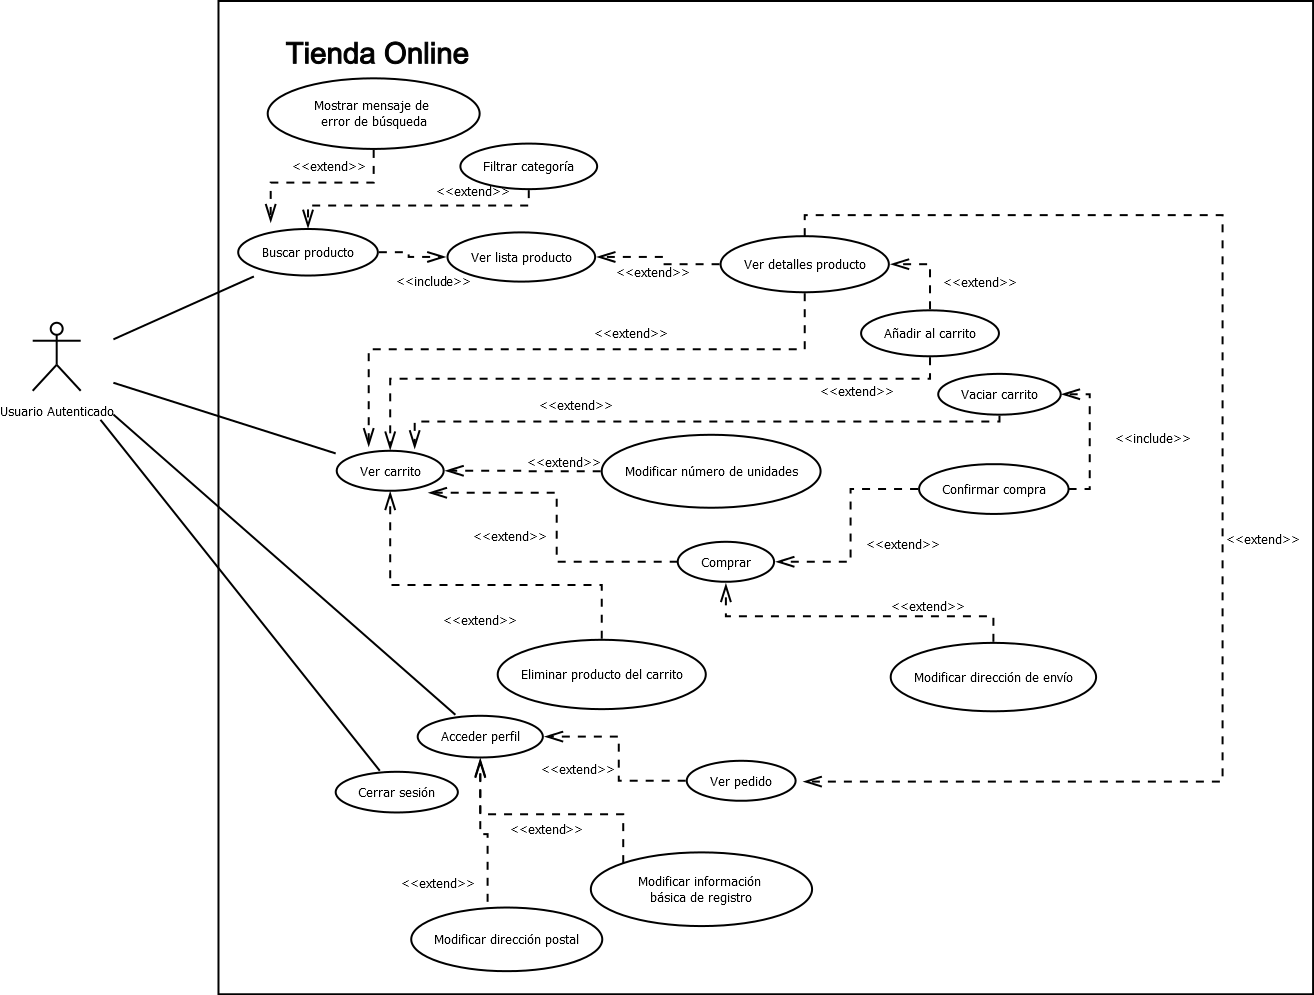 Tienda Online
Mostrar mensaje de
error de búsqueda
<<extend>>
Filtrar categoría
<<extend>>
Buscar producto
Ver lista producto
Ver detalles producto
<<include>>
<<extend>>
<<extend>>
<<extend>>
Añadir al carrito
<<extend>>
Vaciar carrito
<<extend>>
Usuario Autenticado
<<include>>
Ver carrito
<<extend>>
Modificar número de unidades
Confirmar compra
<<extend>>
<<extend>>
<<extend>>
Comprar
<<extend>>
<<extend>>
Eliminar producto del carrito
Modificar dirección de envío
Acceder perfil
<<extend>>
Ver pedido
Cerrar sesión
<<extend>>
<<extend>>
Modificar información
básica de registro
Modificar dirección postal